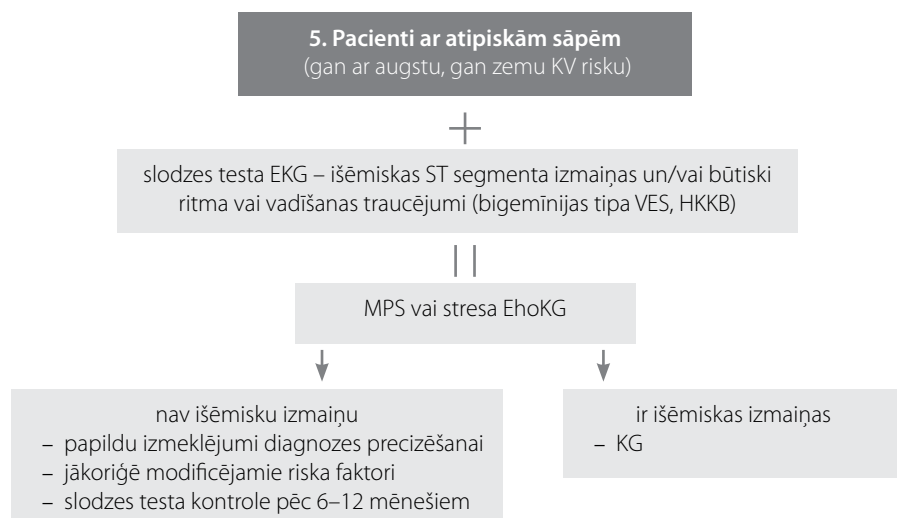 5. Pacienti ar atipiskām sāpēm
(gan ar augstu, gan zemu KV risku)
+
slodzes testa EKG – išēmiskas ST segmenta izmaiņas un/vai būtiski
ritma vai vadīšanas traucējumi (bigemīnijas tipa VES, HKKB)
MPS vai stresa EhoKG
nav išēmisku izmaiņu
– papildu izmeklējumi diagnozes precizēšanai
– jākoriģē modificējamie riska faktori
– slodzes testa kontrole pēc 6–12 mēnešiem
ir išēmiskas izmaiņas
– KG